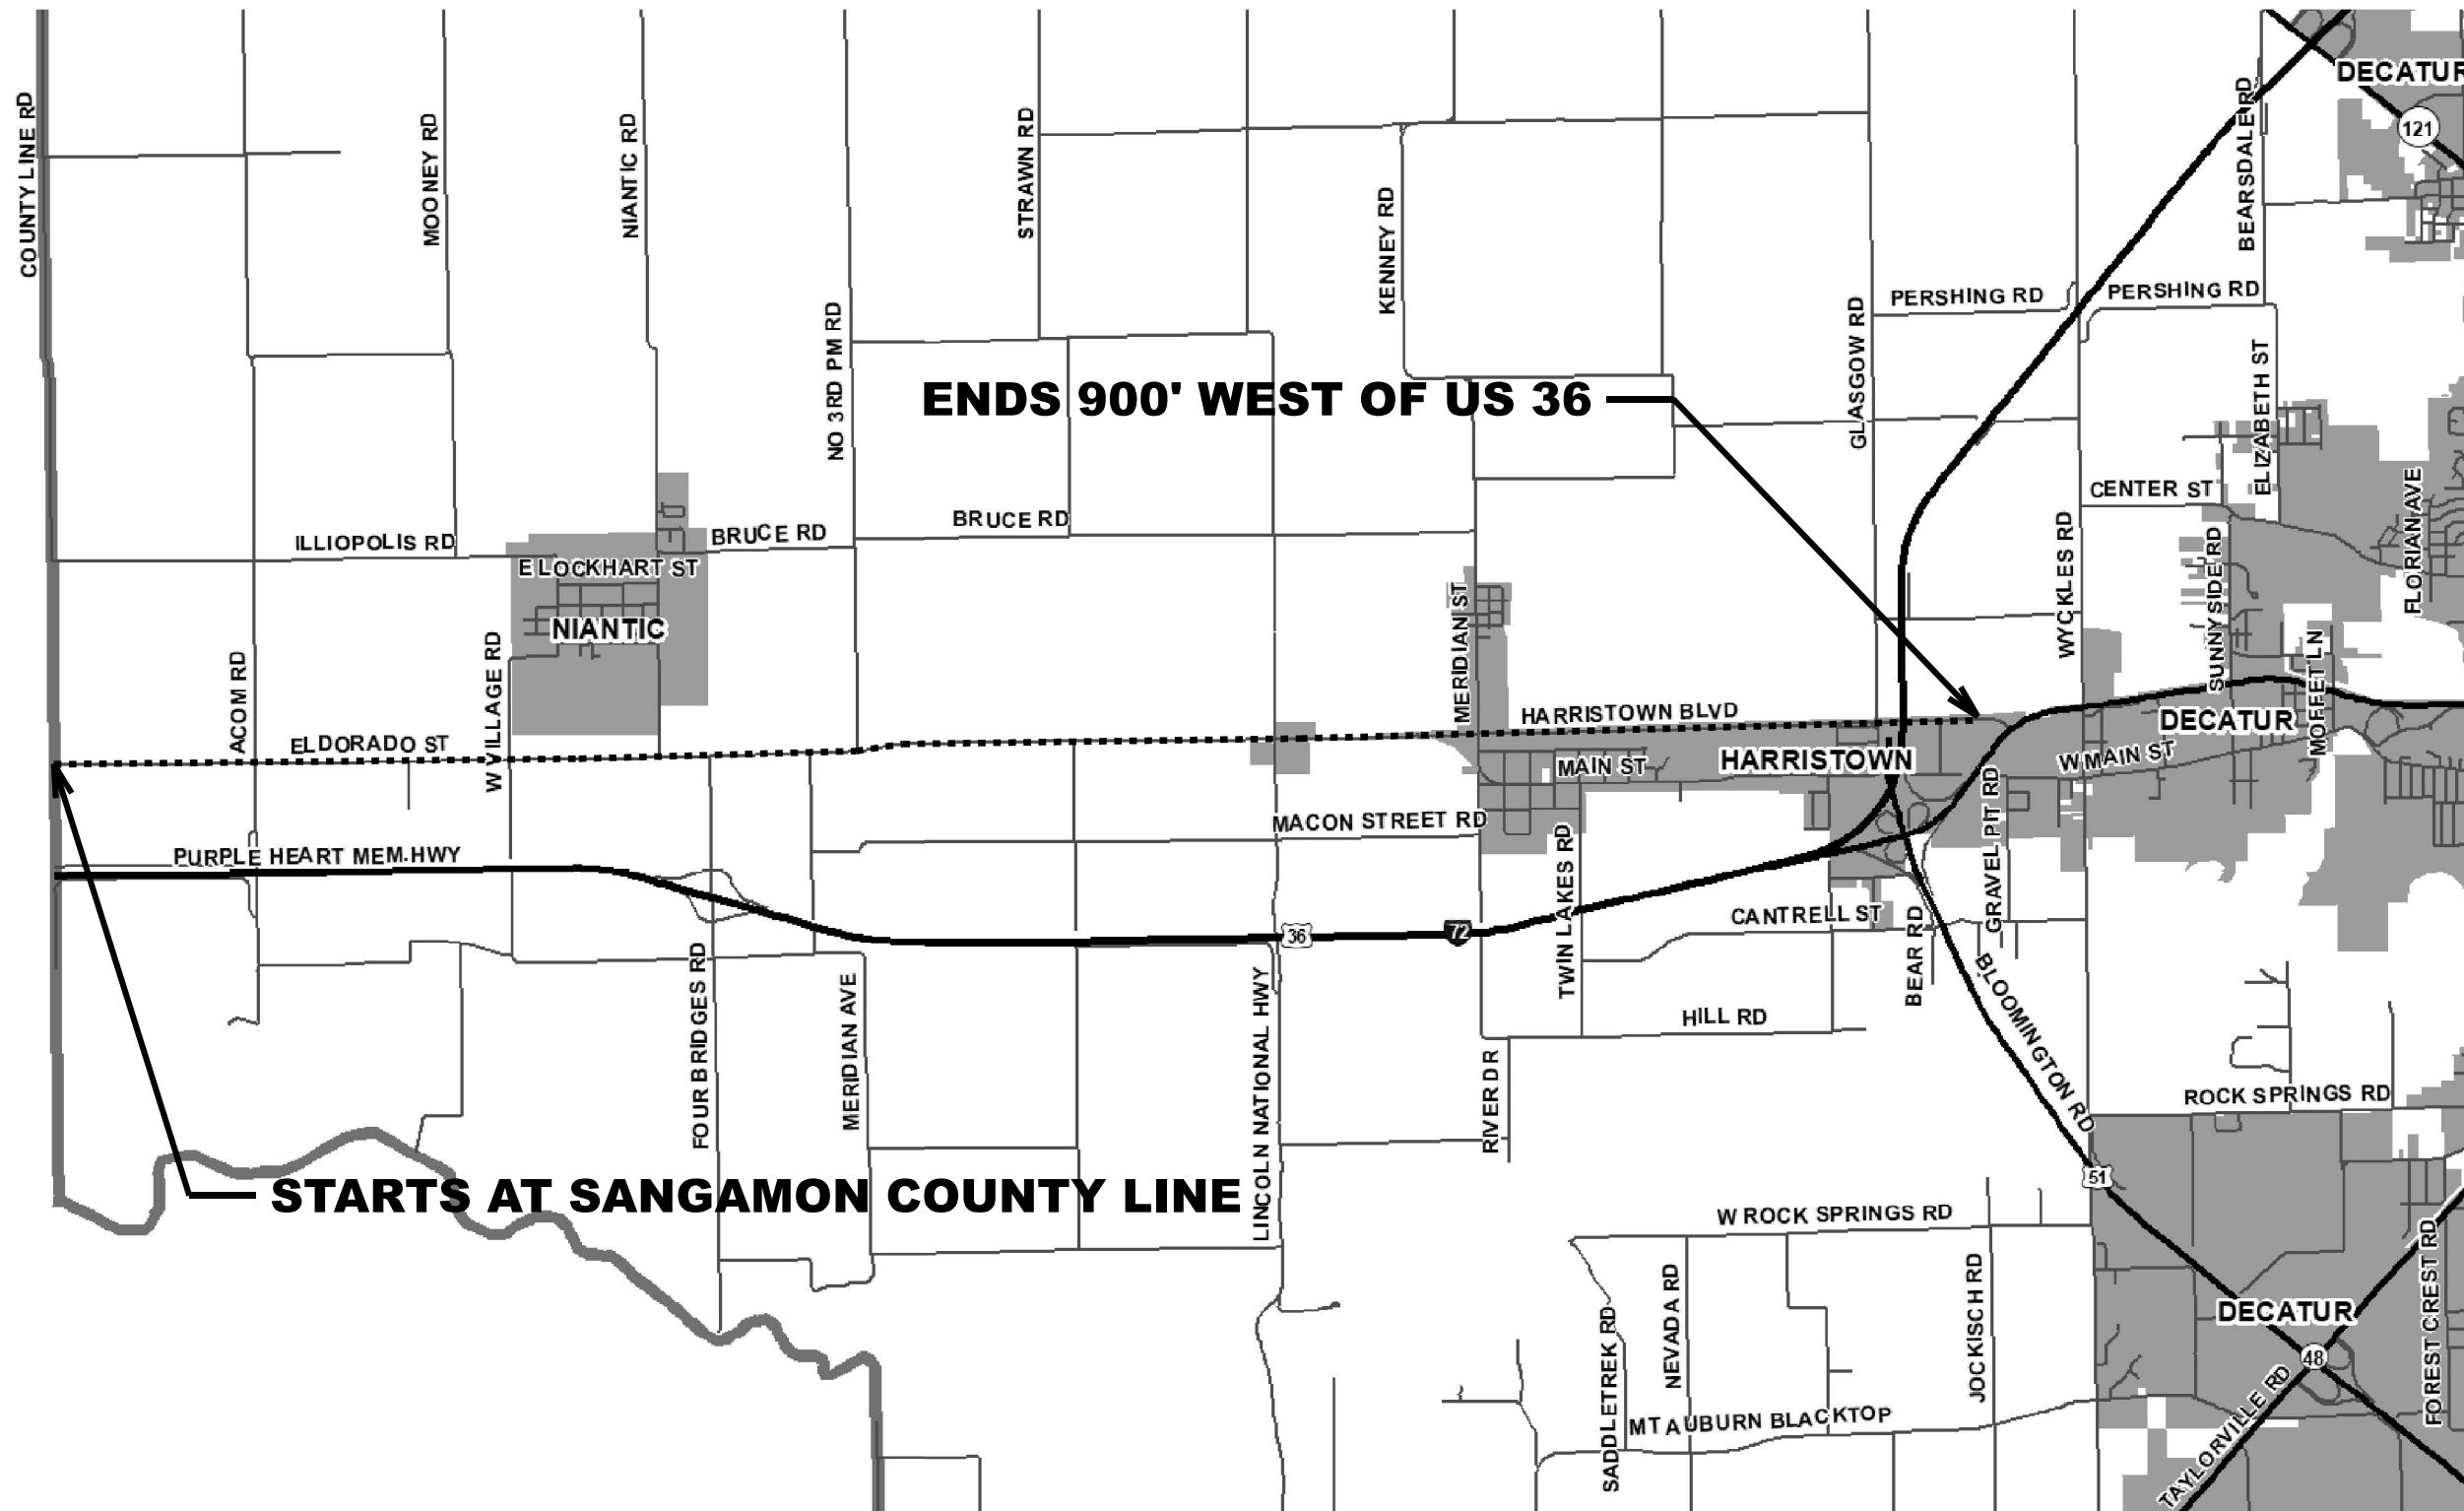 DECATUR
121
COUNTY LINE RD
MOONEY RD
NIANTIC RD
STRAWN RD
BEARSDALE RD
KENNEY RD
PERSHING RD
PERSHING RD
NO 3RD PM RD
GLASGOW RD
ELIZABETH ST
ENDS 900' WEST OF US 36
CENTER ST
FLORIAN AVE
BRUCE RD
BRUCE RD
ILLIOPOLIS RD
E LOCKHART ST
WYCKLES RD
SUNNYSIDE RD
NIANTIC
MERIDIAN ST
MOFFET LN
ACOM RD
W VILLAGE RD
HARRISTOWN BLVD
DECATUR
ELDORADO ST
HARRISTOWN
MAIN ST
W MAIN ST
MACON STREET RD
GRAVEL PIT RD
PURPLE HEART MEM HWY
TWIN LAKES RD
CANTRELL ST
36
72
BEAR RD
FOUR BRIDGES RD
MERIDIAN AVE
LINCOLN NATIONAL HWY
HILL RD
BLOOMINGTON RD
RIVER DR
ROCK SPRINGS RD
51
STARTS AT SANGAMON COUNTY LINE
W ROCK SPRINGS RD
FOREST CREST RD
NEVADA RD
JOCKISCH RD
DECATUR
SADDLETREK RD
48
MT AUBURN BLACKTOP
TAYLORVILLE RD